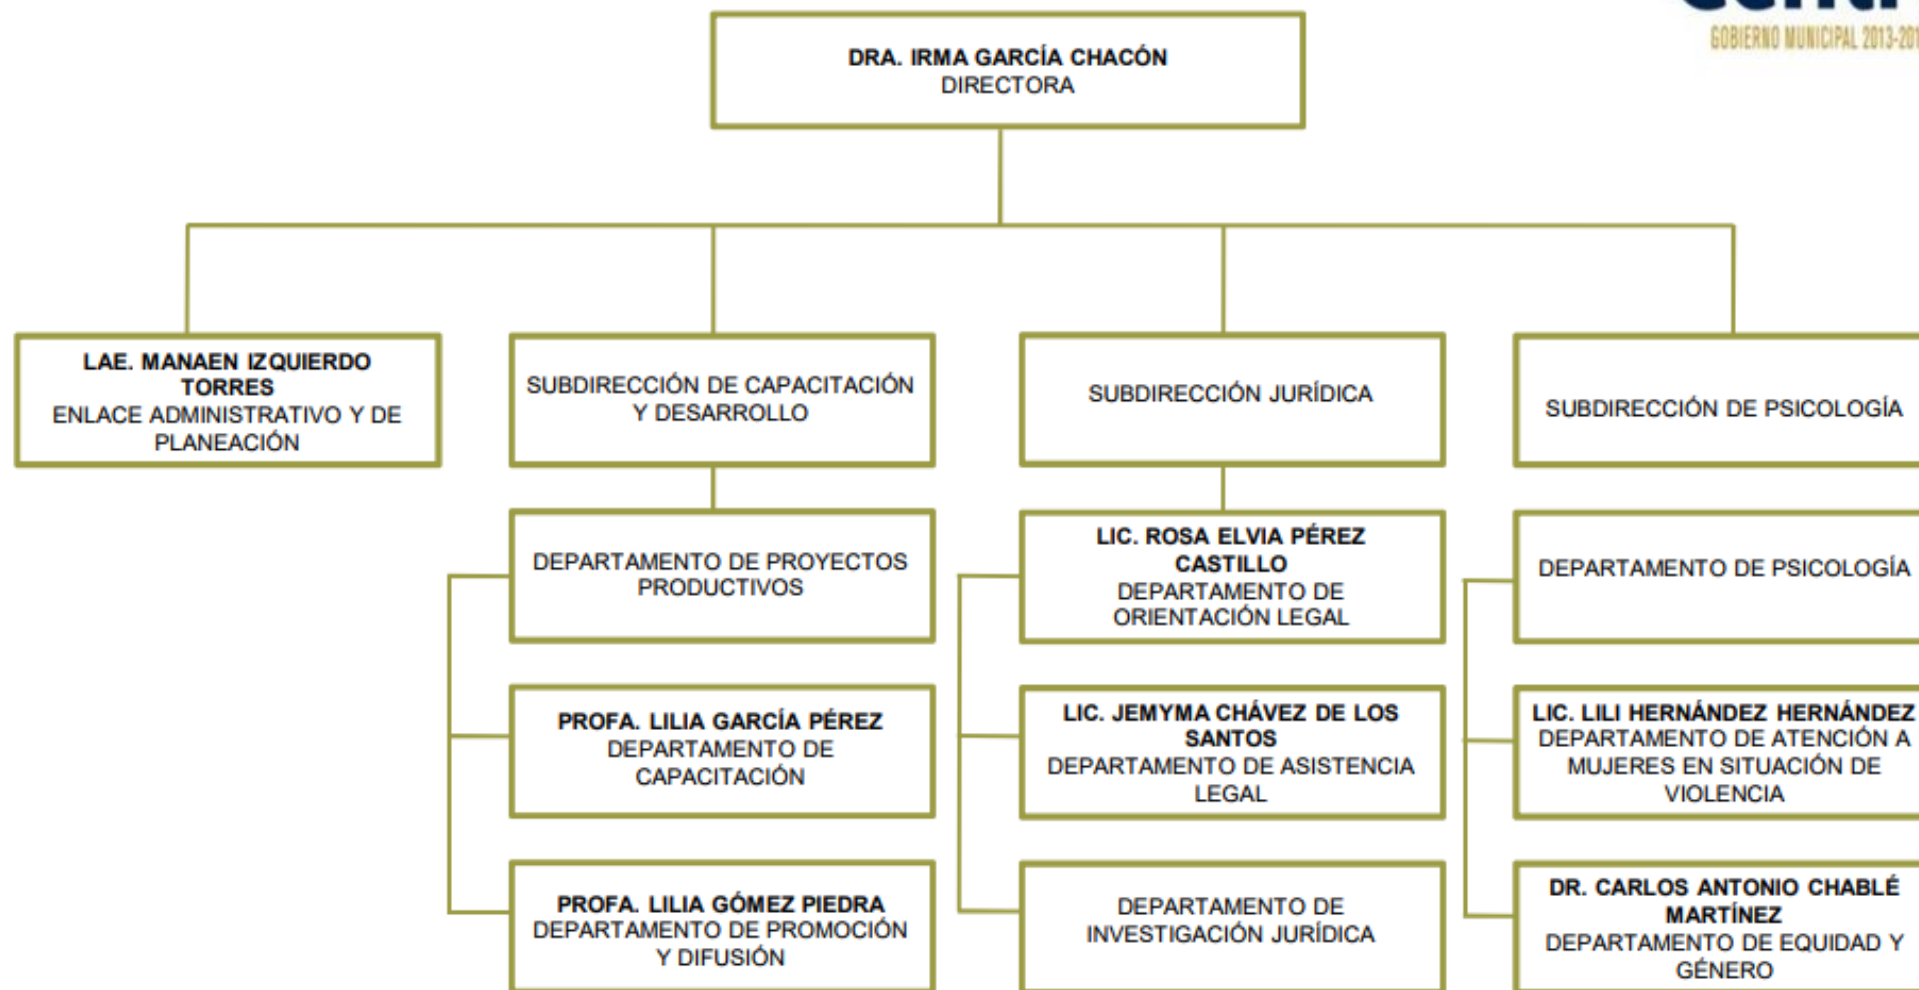 GOBIERNO MUNICIPAL
DRA. IRMA GARCÍA CHACÓN
DIRECTORA
LAE. MANAEN IZQUIERDO
TORRES
ENLACE ADMINISTRATIVO Y DE
PLANEACIÓN
SUBDIRECCIÓN DE CAPACITACIÓN
Y DESARROLLO
SUBDIRECCIÓN JURÍDICA
SUBDIRECCIÓN DE PSICOLOGÍA
DEPARTAMENTO DE PROYECTOS
PRODUCTIVOS
LIC. ROSA ELVIA PÉREZ
CASTILLO
DEPARTAMENTO DE
ORIENTACIÓN LEGAL
DEPARTAMENTO DE PSICOLOGÍA
PROFA. LILIA GARCÍA PÉREZ
DEPARTAMENTO DE
CAPACITACIÓN
LIC. JEMYMA CHÁVEZ DE LOS
SANTOS
DEPARTAMENTO DE ASISTENCIA
LEGAL
LIC. LILI HERNÁNDEZ HERNÁNDEZ
DEPARTAMENTO DE ATENCIÓN A
MUJERES EN SITUACIÓN DE
VIOLENCIA
PROFA. LILIA GÓMEZ PIEDRA
DEPARTAMENTO DE PROMOCIÓN
Y DIFUSIÓN
DEPARTAMENTO DE
INVESTIGACIÓN JURÍDICA
DR. CARLOS ANTONIO CHABLÉ
MARTÍNEZ
DEPARTAMENTO DE EQUIDAD Y
GÉNERO